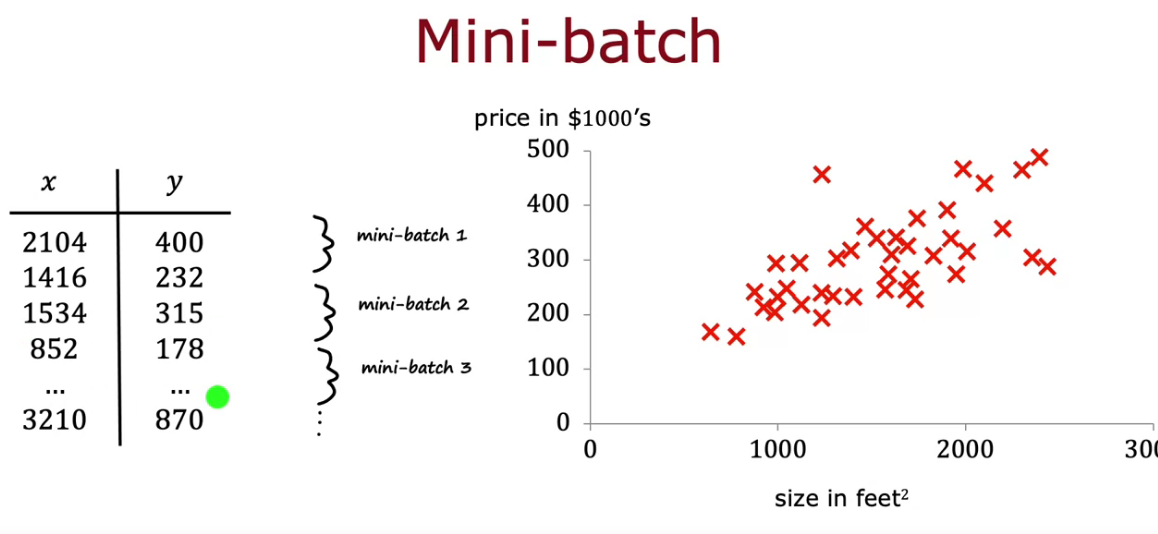 Mini-batch
x y
2104 400
1416 232
1534 315
852 178
... ...
3210 870
mini-batch 1
mini-batch 2
mini-batch 3
price in $1000's
500
400
300
200
100
0
0 1000 2000
size in feet²